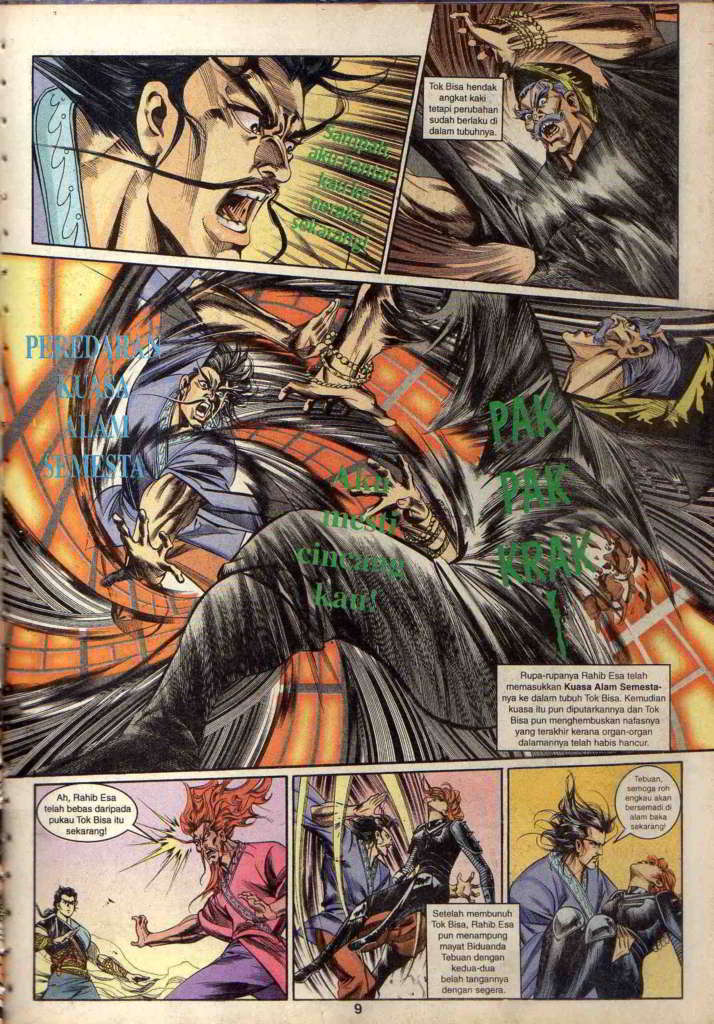 Sampah,
aku hantar
kau ke
neraka
sekarang!
Tok Bisa hendak
angkat kaki
tetapi perubahan
sudah berlaku di
dalam tubuhnya.
PEREDARAN
KUASA
ALAM
SEMESTA
Aku
mesti
cincang
kau!
PAK
PAK
KRAK
!
Rupa-rupanya Rahib Esa telah
memasukkan Kuasa Alam Semesta-
nya ke dalam tubuh Tok Bisa. Kemudian
kuasa itu pun diputarkannya dan Tok
Bisa pun menghembuskan nafasnya
yang terakhir kerana organ-organ
dalamannya telah habis hancur.
Ah, Rahib Esa
telah bebas daripada
pukau Tok Bisa itu
sekarang!
Setelah membunuh
Tok Bisa, Rahib Esa
pun menampung
mayat Biduanda
Tebuan dengan
kedua-dua
belah tangannya
dengan segera.
Tebuan,
semoga roh
engkau akan
bersemadi di
alam baka
sekarang!
9